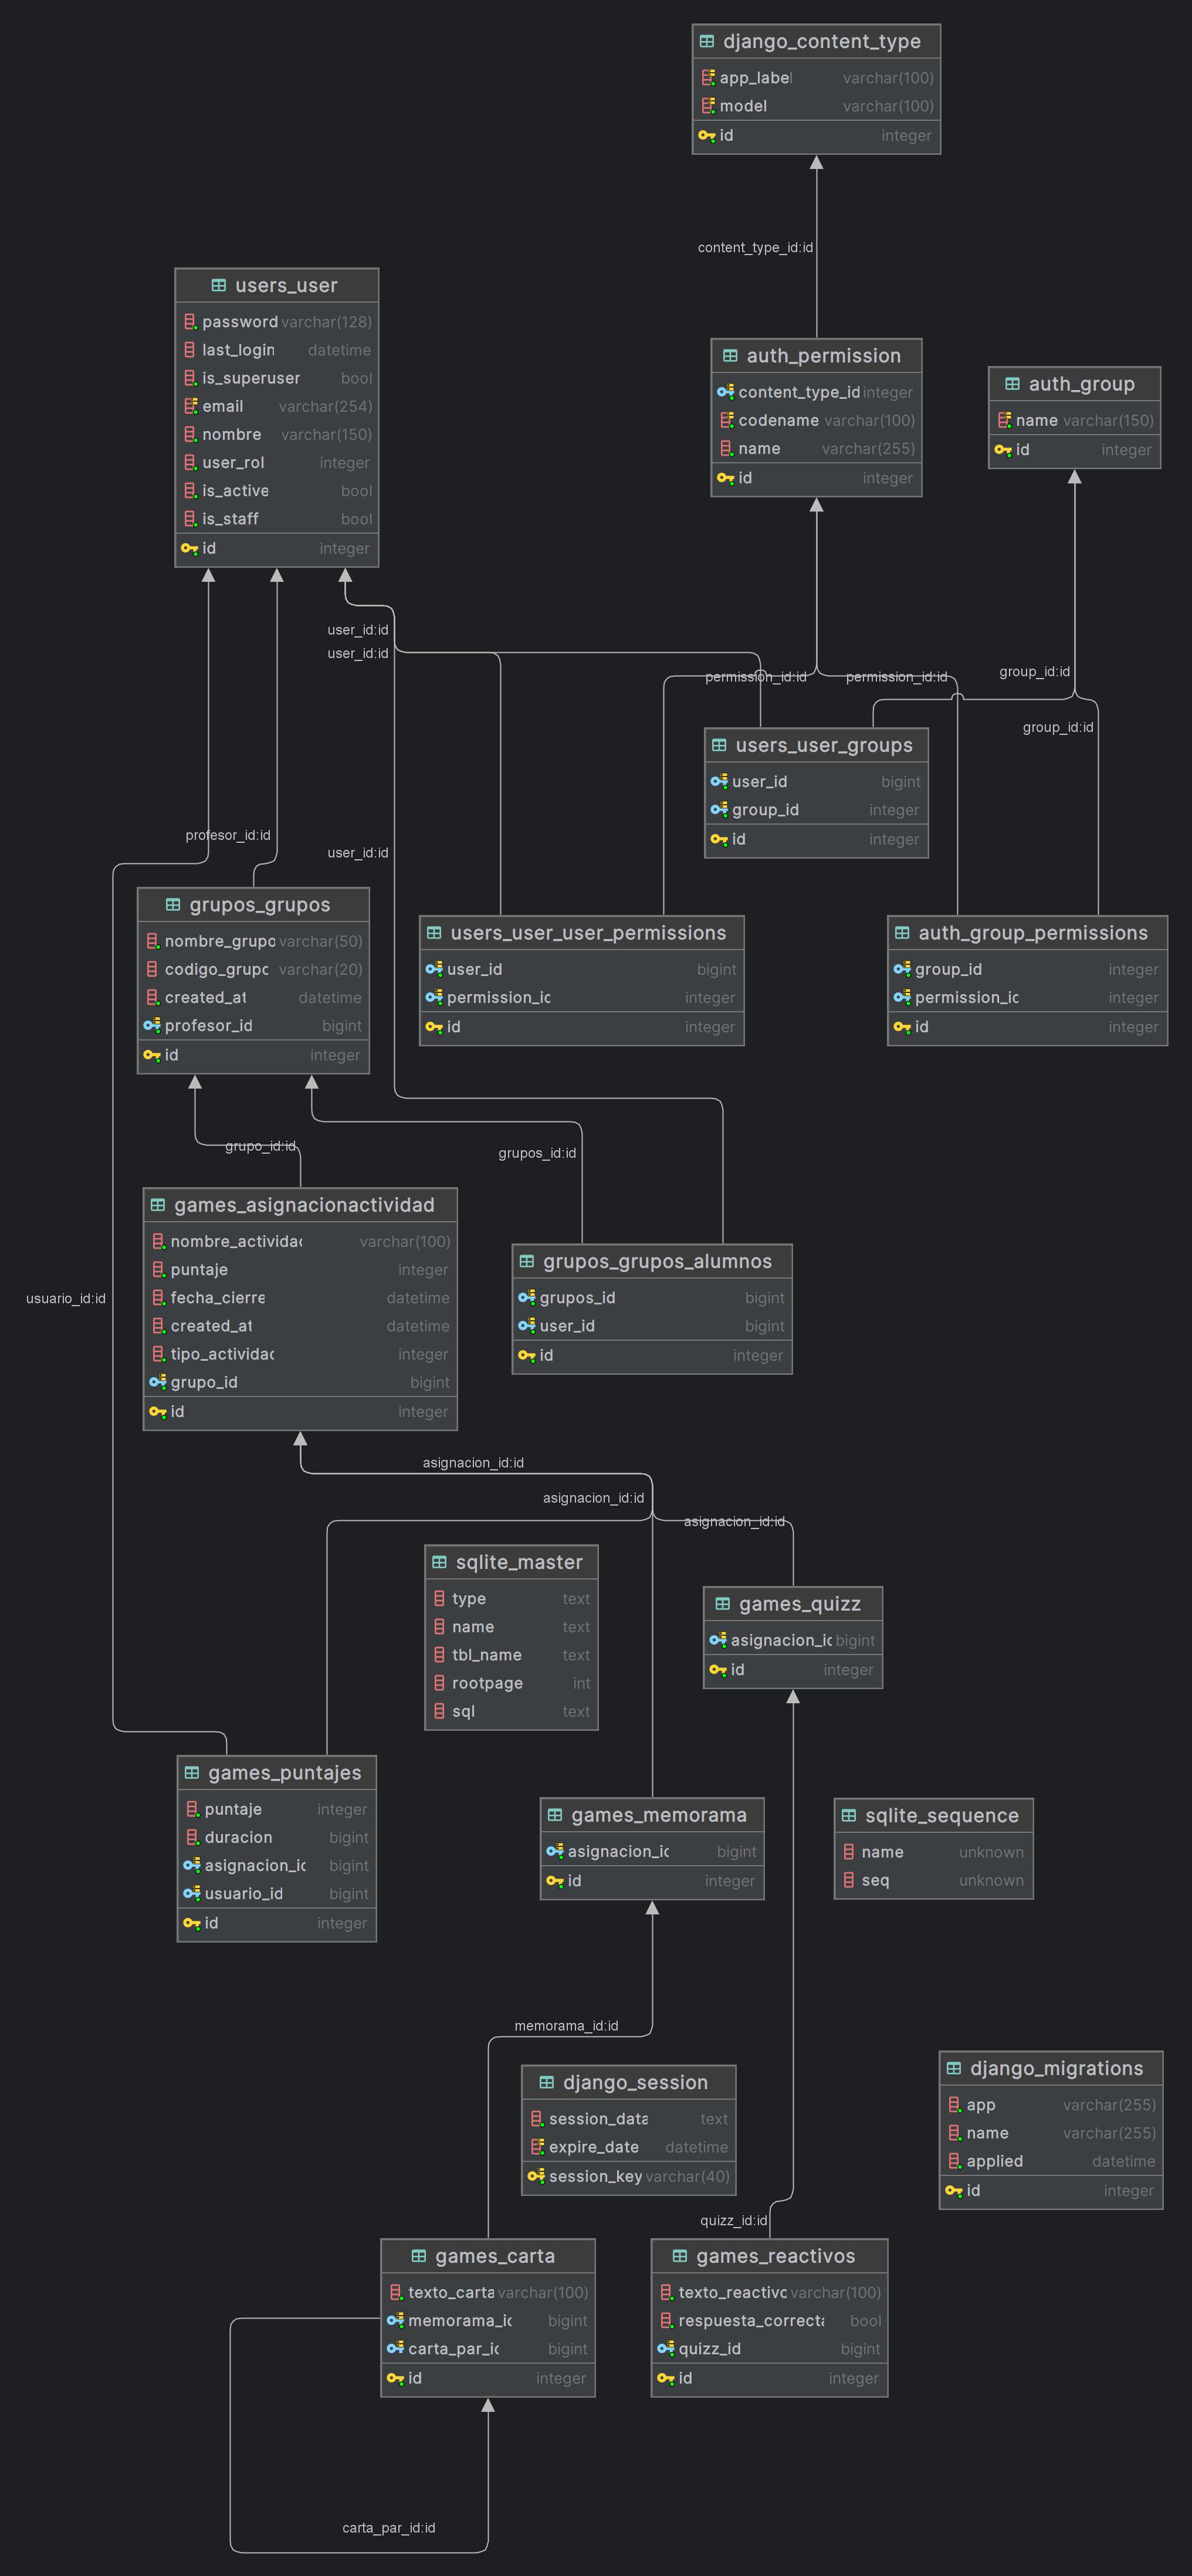 django_content_type
app_label varchar(100)
model varchar(100)
id integer
content_type_id:id
users_user
password varchar(128)
last_login datetime
is_superuser bool
email varchar(254)
nombre varchar(150)
user_rol integer
is_active bool
is_staff bool
id integer
auth_permission
content_type_id integer
codename varchar(100)
name varchar(255)
id integer
auth_group
name varchar(150)
id integer
user_id:id
user_id:id
permission_id:id
permission_id:id
group_id:id
group_id:id
users_user_groups
user_id bigint
group_id integer
id integer
profesor_id:id
user_id:id
grupos_grupos
nombre_grupo varchar(50)
codigo_grupo varchar(20)
created_at datetime
profesor_id bigint
id integer
users_user_user_permissions
user_id bigint
permission_id integer
id integer
auth_group_permissions
group_id integer
permission_id integer
id integer
grupo_id:id
grupos_id:id
games_asignacionactividad
nombre_actividad varchar(100)
puntaje integer
fecha_cierre datetime
created_at datetime
tipo_actividad integer
grupo_id bigint
id integer
grupos_grupos_alumnos
grupos_id bigint
user_id bigint
id integer
usuario_id:id
asignacion_id:id
asignacion_id:id
asignacion_id:id
sqlite_master
type text
name text
tbl_name text
rootpage int
sql text
games_quizz
asignacion_id bigint
id integer
games_puntajes
puntaje integer
duracion bigint
asignacion_id bigint
usuario_id bigint
id integer
games_memorama
asignacion_id bigint
id integer
sqlite_sequence
name unknown
seq unknown
memorama_id:id
django_session
session_data text
expire_date datetime
session_key varchar(40)
django_migrations
app varchar(255)
name varchar(255)
applied datetime
id integer
quizz_id:id
games_carta
texto_carta varchar(100)
memorama_id bigint
carta_par_id bigint
id integer
games_reactivos
texto_reactivo varchar(100)
respuesta_correcta bool
quizz_id bigint
id integer
carta_par_id:id